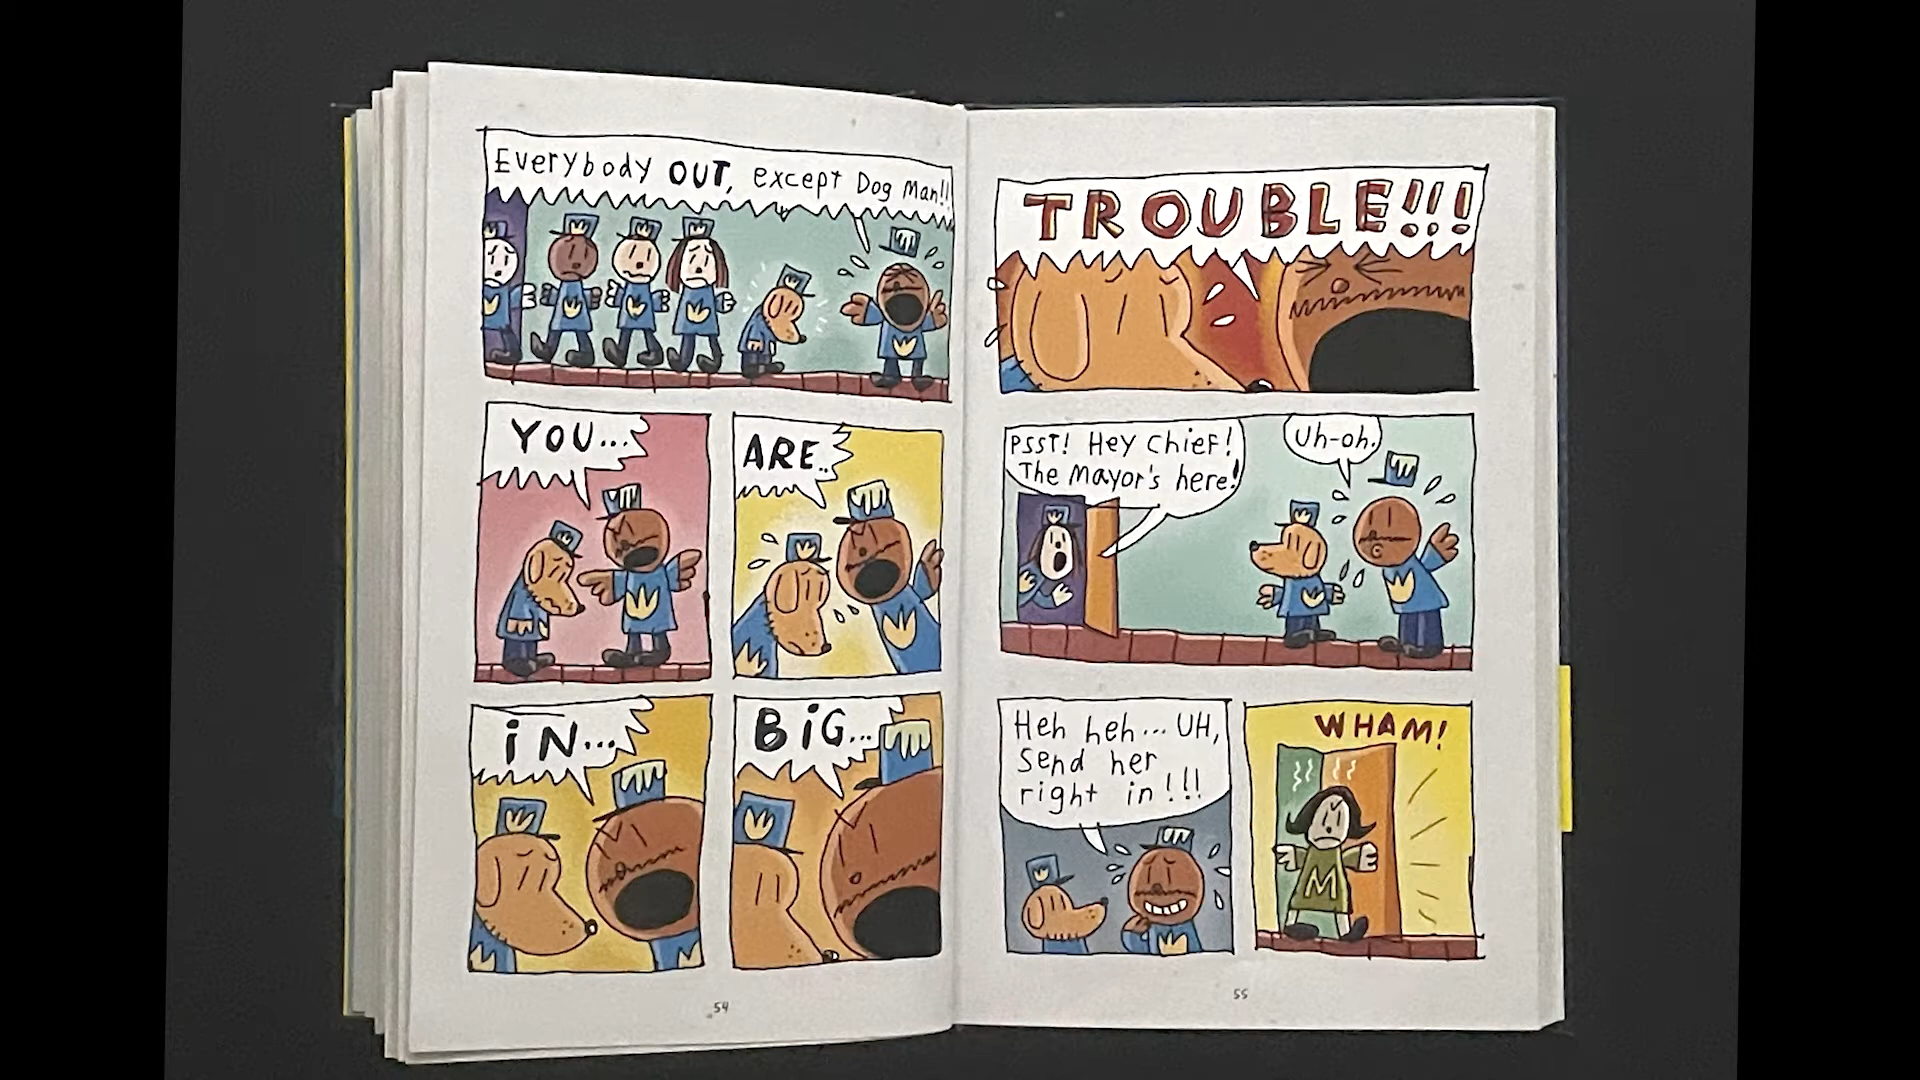 Everybody OUT, except Dog Man!!
YOU...
ARE..
iN...
BiG...
54
TROUBLE!!!
PSST! Hey Chief!
The Mayor's here!
Uh-oh.
Heh heh... UH,
Send her
right in!!!
WHAM!
M
55